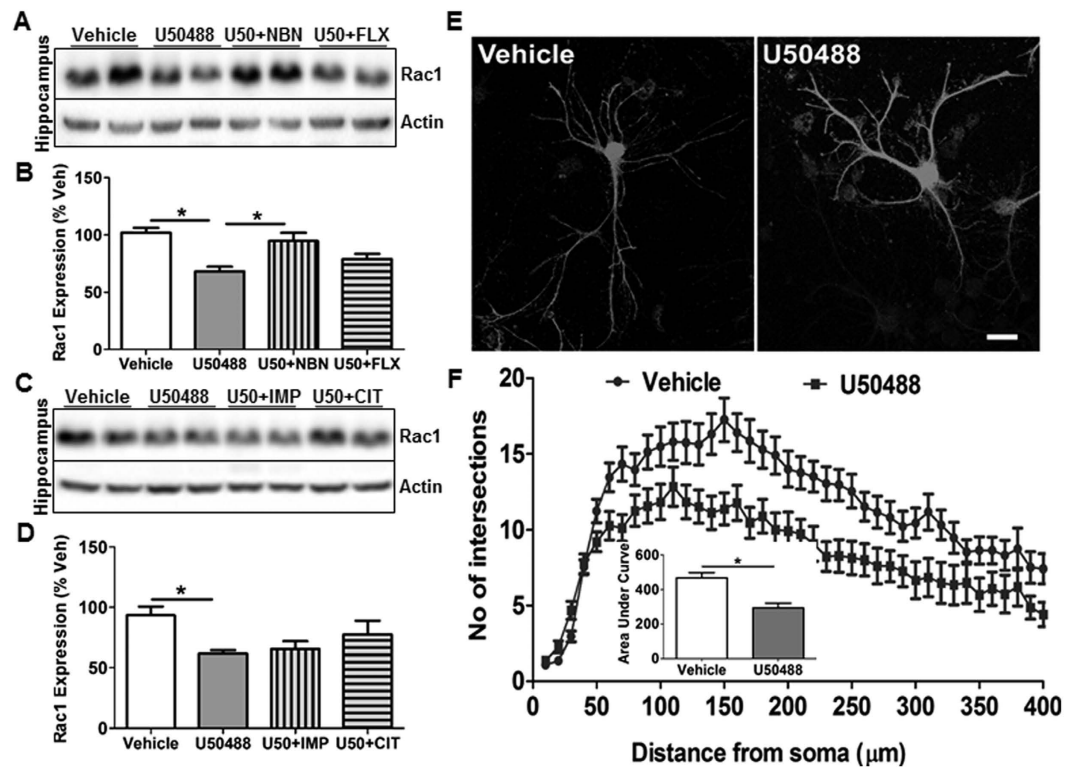 A
Vehicle U50488 U50+NBN U50+FLX
Hippocampus
Rac1
Actin
B
Rac1 Expression (% Veh)
150
100
50
0
* *
Vehicle U50488 U50+NBN U50+FLX
C
Vehicle U50488 U50+IMP U50+CIT
Hippocampus
Rac1
Actin
D
Rac1 Expression (% Veh)
150
100
50
0
*
Vehicle U50488 U50+IMP U50+CIT
E
Vehicle
U50488
F
Vehicle U50488
No of intersections
20
15
10
5
0
Area Under Curve
600
400
200
0
*
Vehicle U50488
0 50 100 150 200 250 300 350 400
Distance from soma (μm)